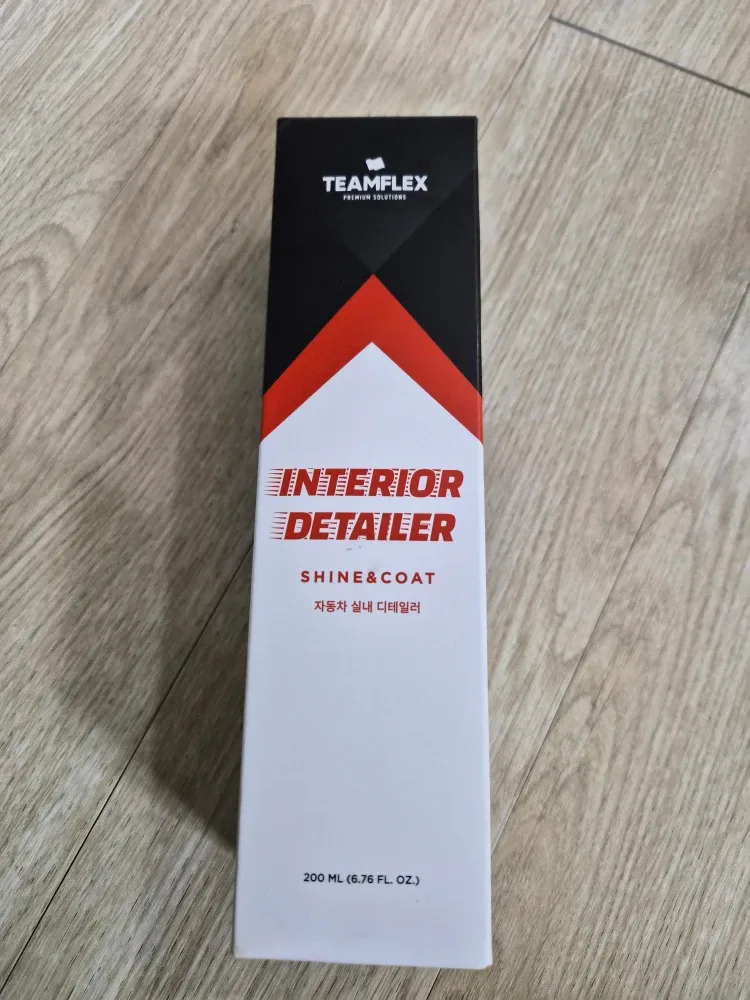 TEAMFLEX
PREMIUM SOLUTIONS
INTERIOR
DETAILER
SHINE&COAT
자동차 실내 디테일러
200 ML (6.76 FL. OZ.)